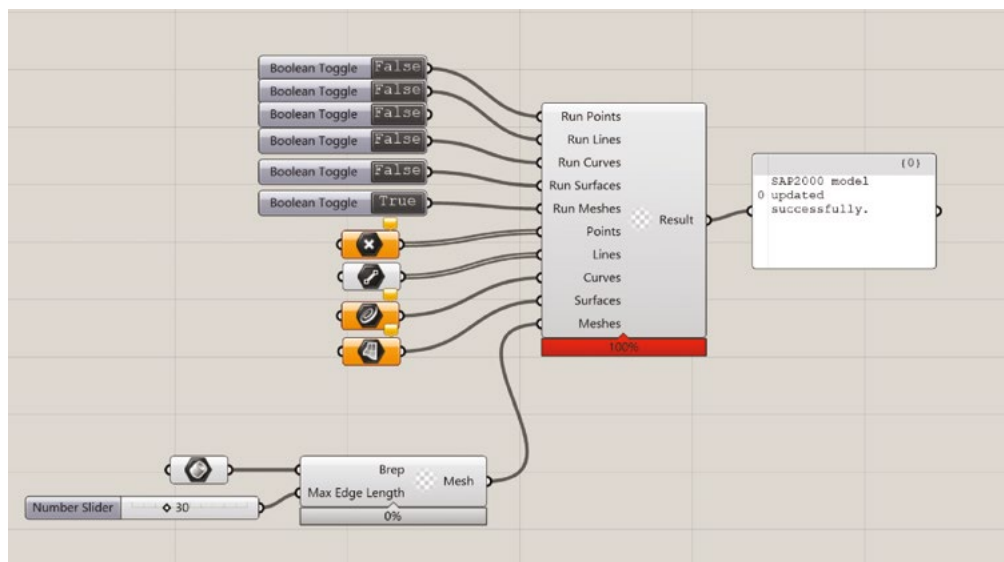 Boolean Toggle False
Boolean Toggle False
Boolean Toggle False
Boolean Toggle False
Boolean Toggle False
Boolean Toggle True
Run Points
Run Lines
Run Curves
Run Surfaces
Run Meshes
Points
Lines
Curves
Surfaces
Meshes
Result
100%
{0}
SAP2000 model
0 updated
successfully.
Brep
Max Edge Length
Mesh
0%
Number Slider 30